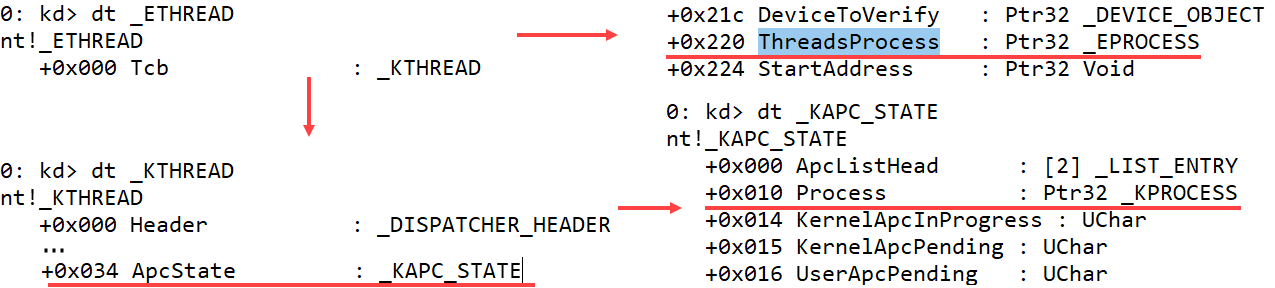 0: kd> dt _ETHREAD
nt!_ETHREAD
+0x000 Tcb : _KTHREAD
0: kd> dt _KTHREAD
nt!_KTHREAD
+0x000 Header : _DISPATCHER_HEADER
...
+0x034 ApcState : _KAPC_STATE
+0x21c DeviceToVerify : Ptr32 _DEVICE_OBJECT
+0x220 ThreadsProcess : Ptr32 _EPROCESS
+0x224 StartAddress : Ptr32 Void
0: kd> dt _KAPC_STATE
nt!_KAPC_STATE
+0x000 ApcListHead : [2] _LIST_ENTRY
+0x010 Process : Ptr32 _KPROCESS
+0x014 KernelApcInProgress : UChar
+0x015 KernelApcPending : UChar
+0x016 UserApcPending : UChar